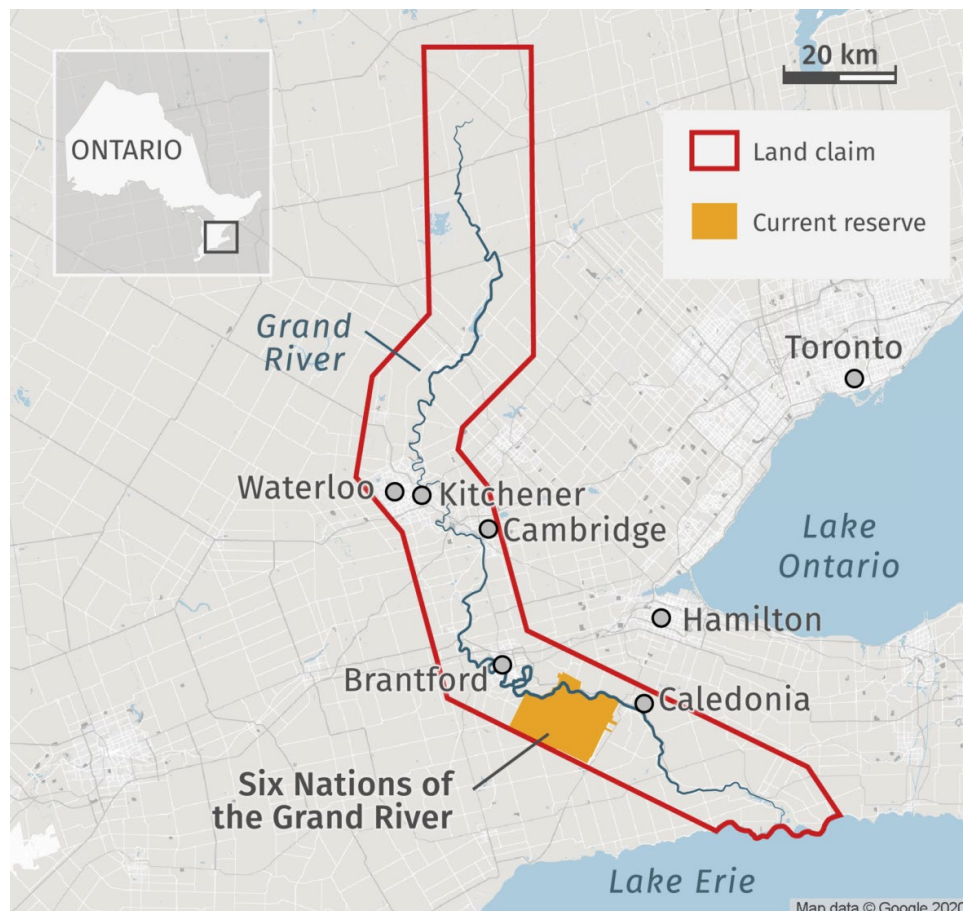 20 km
ONTARIO
Land claim
Current reserve
Grand
River
Toronto
Waterloo
Kitchener
Cambridge
Lake
Ontario
Hamilton
Brantford
Caledonia
Six Nations of
the Grand River
Lake Erie
Map data © Google 2020